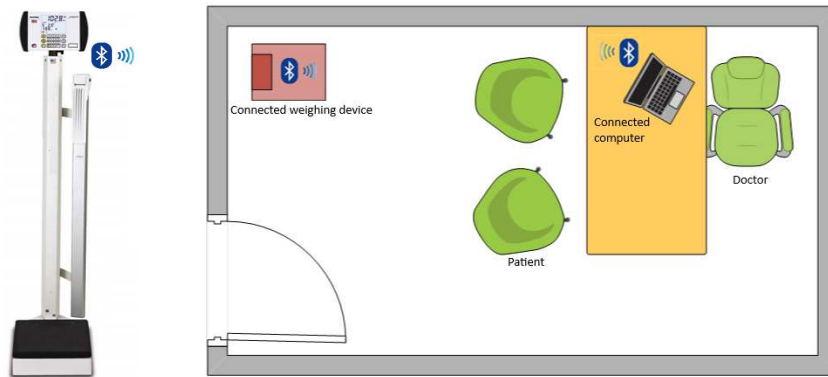 Connected weighing device
Connected
computer
Doctor
Patient